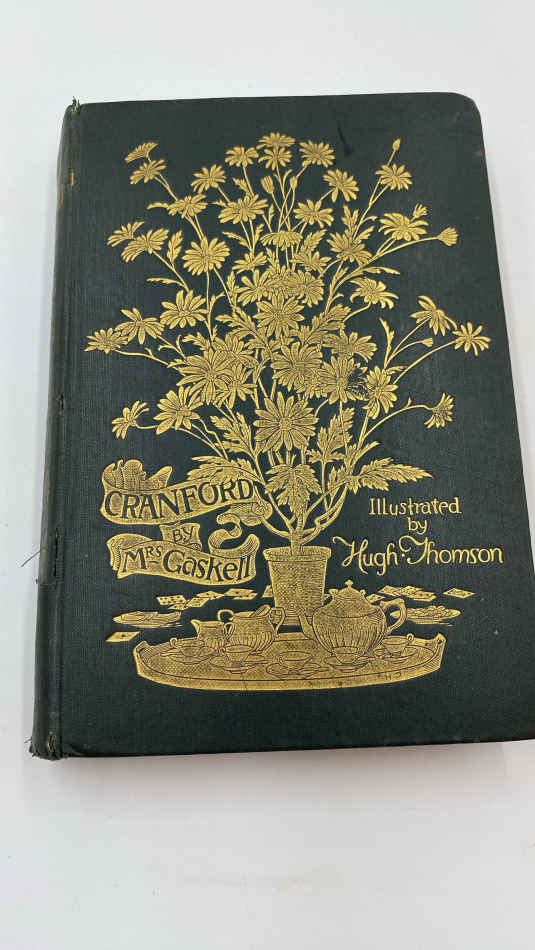 CRANFORD
BY
MRS GASKELL
Illustrated
by
Hugh Thomson